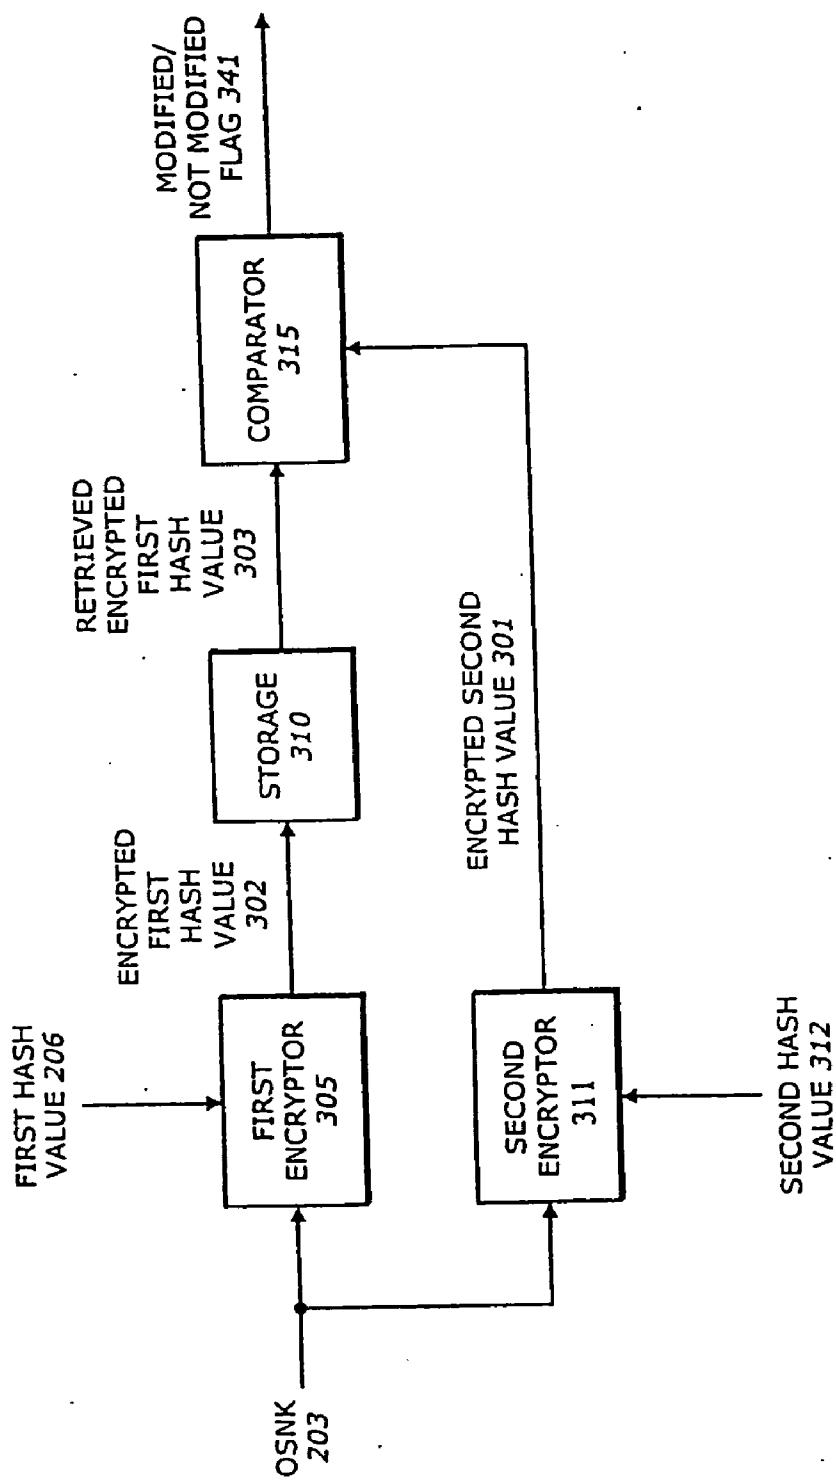 OSNK
203
FIRST HASH
VALUE 206
FIRST
ENCRYPTOR
305
ENCRYPTED
FIRST
HASH
VALUE
302
STORAGE
310
RETRIEVED
ENCRYPTED
FIRST
HASH
VALUE
303
COMPARATOR
315
MODIFIED/
NOT MODIFIED
FLAG 341
SECOND
ENCRYPTOR
311
SECOND HASH
VALUE 312
ENCRYPTED SECOND
HASH VALUE 301